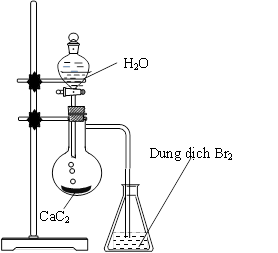 H₂O
Dung dịch Br₂
CaC₂